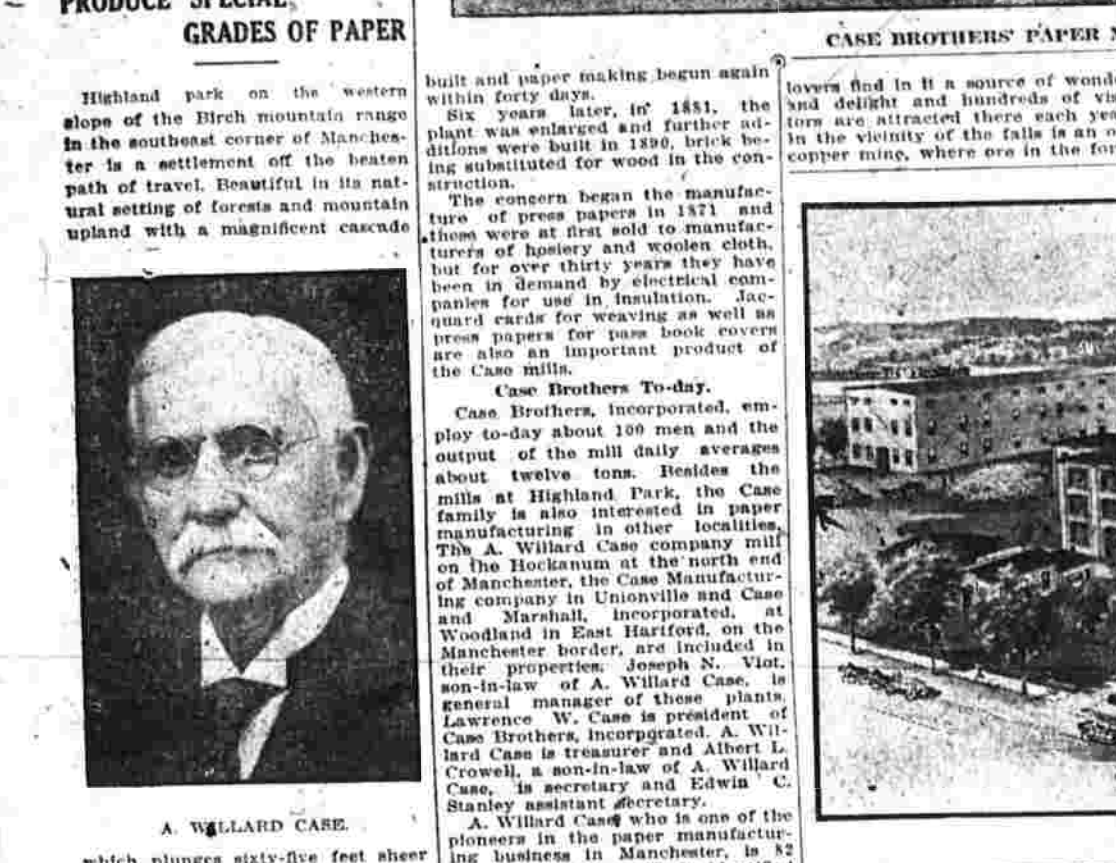 PRODUCE SPECIAL
GRADES OF PAPER
Highland park on the western
slope of the Birch mountain range
in the southeast corner of Manches-
ter is a settlement off the beaten
path of travel. Beautiful in its nat-
ural setting of forests and mountain
upland with a magnificent cascade
A. WILLARD CASE.
which plunges sixty-five feet sheer
built and paper making begun again
within forty days.
Six years later, in 1881, the
plant was enlarged and further ad-
ditions were built in 1890, brick be-
ing substituted for wood in the con-
struction.
The concern began the manufac-
ture of press papers in 1871 and
these were at first sold to manufac-
turers of hosiery and woolen cloth,
but for over thirty years they have
been in demand by electrical com-
panies for use in insulation. Jac-
quard cards for weaving as well as
press papers for pass book covers
are also an important product of
the Case mills.
Case Brothers To-day.
Case Brothers, Incorporated, em-
ploy to-day about 100 men and the
output of the mill daily averages
about twelve tons. Besides the
mills at Highland Park, the Case
family is also interested in paper
manufacturing in other localities.
The A. Willard Case company mill
on the Hockanum at the north end
of Manchester, the Case Manufactur-
ing company in Unionville and Case
and Marshall, incorporated, at
Woodland in East Hartford, on the
Manchester border, are included in
their properties. Joseph N. Viot,
son-in-law of A. Willard Case, is
general manager of these plants.
Lawrence W. Case is president of
Case Brothers, Incorporated. A. Wil-
lard Case is treasurer and Albert L.
Crowell, a son-in-law of A. Willard
Case, is secretary and Edwin C.
Stanley assistant secretary.
A. Willard Case who is one of the
pioneers in the paper manufactur-
ing business in Manchester, is 82
CASE BROTHERS' PAPER
lovers find in it a source of wond
and delight and hundreds of vis
tors are attracted there each ye
In the vicinity of the falls is an o
copper mine, where ore in the for